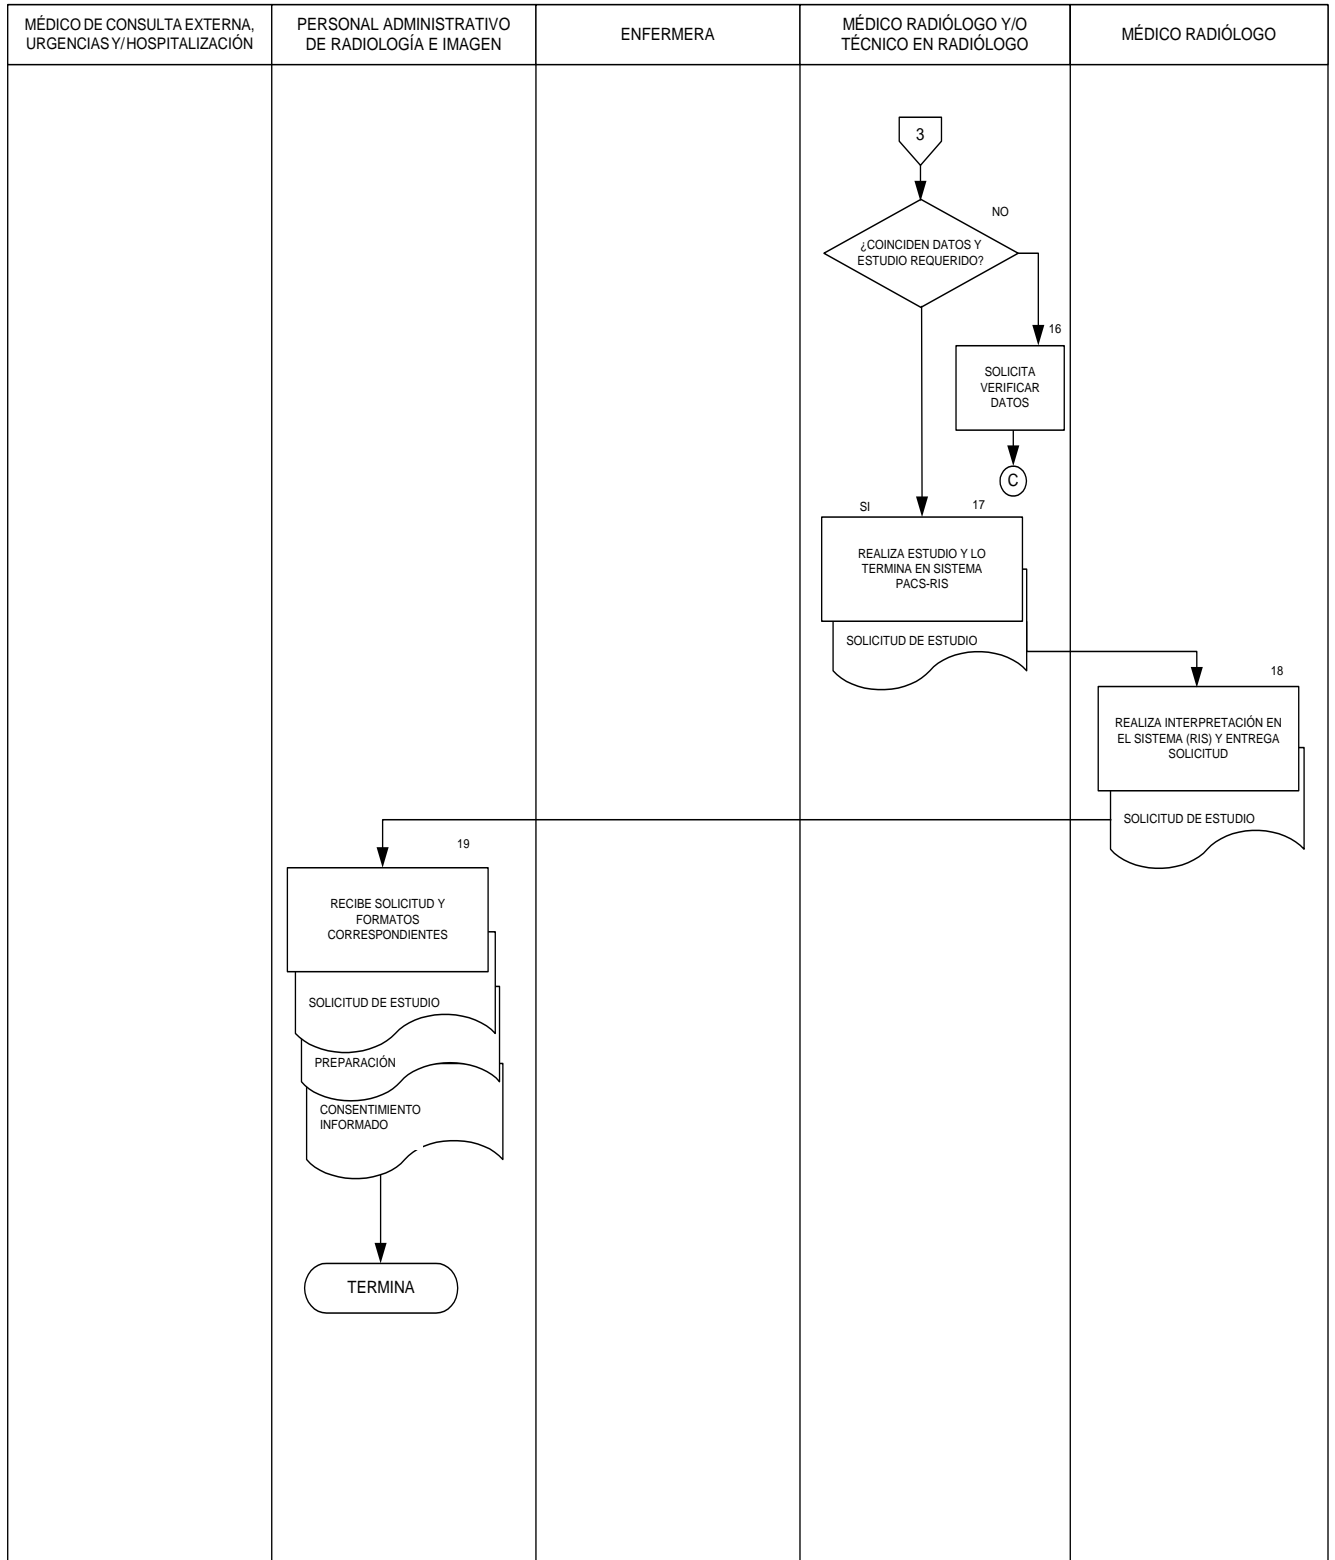 MÉDICO DE CONSULTA EXTERNA,
URGENCIAS Y/HOSPITALIZACIÓN
PERSONAL ADMINISTRATIVO
DE RADIOLOGÍA E IMAGEN
ENFERMERA
MÉDICO RADIÓLOGO Y/O
TÉCNICO EN RADIÓLOGO
MÉDICO RADIÓLOGO
3
NO
¿COINCIDEN DATOS Y
ESTUDIO REQUERIDO?
16
SOLICITA
VERIFICAR
DATOS
C
SI
17
REALIZA ESTUDIO Y LO
TERMINA EN SISTEMA
PACS-RIS
SOLICITUD DE ESTUDIO
18
REALIZA INTERPRETACIÓN EN
EL SISTEMA (RIS) Y ENTREGA
SOLICITUD
SOLICITUD DE ESTUDIO
19
RECIBE SOLICITUD Y
FORMATOS
CORRESPONDIENTES
SOLICITUD DE ESTUDIO
PREPARACIÓN
CONSENTIMIENTO
INFORMADO
TERMINA